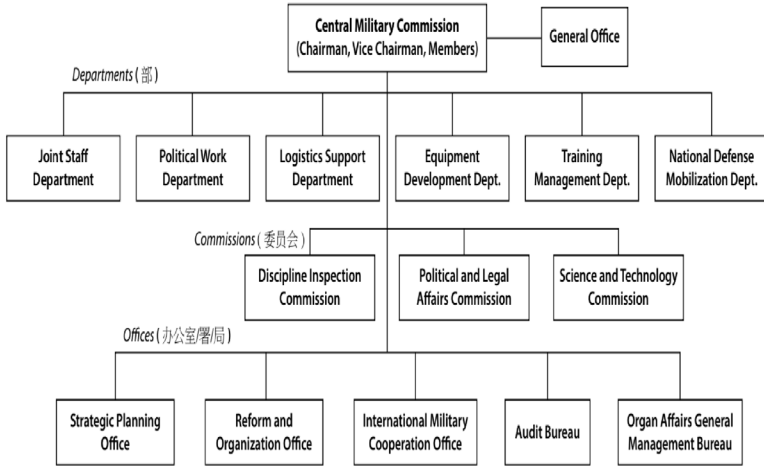 Central Military Commission
(Chairman, Vice Chairman, Members)
General Office
Departments (部)
Joint Staff
Department
Political Work
Department
Logistics Support
Department
Equipment
Development Dept.
Training
Management Dept.
National Defense
Mobilization Dept.
Commissions (委员会)
Discipline Inspection
Commission
Political and Legal
Affairs Commission
Science and Technology
Commission
Offices (办公室/署/局)
Strategic Planning
Office
Reform and
Organization Office
International Military
Cooperation Office
Audit Bureau
Organ Affairs General
Management Bureau